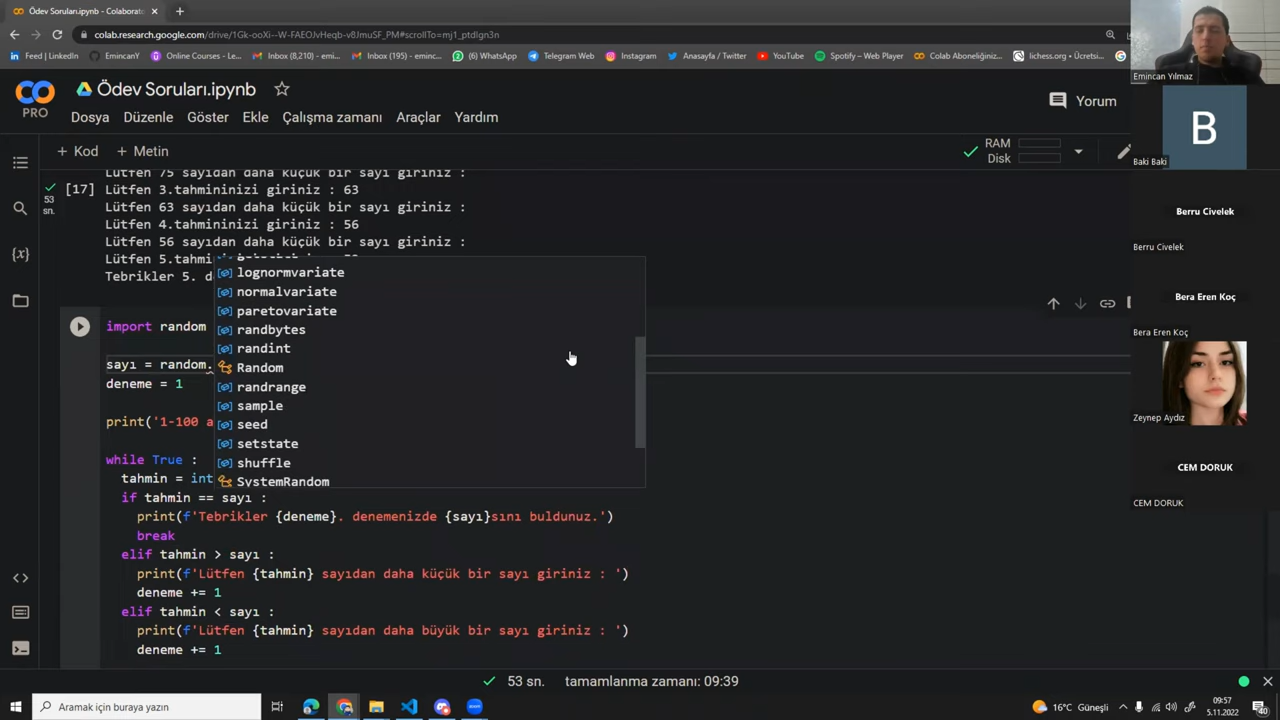 Ödev Soruları.ipynb - Colaborato
colab.research.google.com/drive/1Gk-ooXi--W-FAEOJvHeqb-v8JmuSF_PM#scrollTo=mj1_ptdIgn3n
Feed | LinkedIn
EmincanY
Online Courses - Le...
Inbox (8,210) - emi...
Inbox (195) - eminc...
(6) WhatsApp
Telegram Web
Instagram
Anasayfa / Twitter
YouTube
Spotify – Web Player
Colab Aboneliğiniz...
lichess.org • Ücretsi...
Emincan Yılmaz
PRO
Ödev Soruları.ipynb
Dosya Düzenle Göster Ekle Çalışma zamanı Araçlar Yardım
Yorum
B
Baki Baki
+ Kod + Metin
RAM
Disk
Lütfen 75 sayıdan daha küçük bir sayı giriniz :
[17] Lütfen 3.tahmininizi giriniz : 63
53
sn.
Lütfen 63 sayıdan daha küçük bir sayı giriniz :
Lütfen 4.tahmininizi giriniz : 56
Lütfen 56 sayıdan daha küçük bir sayı giriniz :
Lütfen 5.tahmi
Tebrikler 5. d
Berru Civelek
Berru Civelek
Bera Eren Koç
Bera Eren Koç
Zeynep Aydız
CEM DORUK
CEM DORUK
lognormvariate
normalvariate
paretovariate
randbytes
randint
Random
randrange
sample
seed
setstate
shuffle
SystemRandom
import random
sayı = random.
deneme = 1
print('1-100 a
while True :
tahmin = int
if tahmin == sayı :
print(f'Tebrikler {deneme}. denemenizde {sayı}sını buldunuz.')
break
elif tahmin > sayı :
print(f'Lütfen {tahmin} sayıdan daha küçük bir sayı giriniz : ')
deneme += 1
elif tahmin < sayı :
print(f'Lütfen {tahmin} sayıdan daha büyük bir sayı giriniz : ')
deneme += 1
53 sn. tamamlanma zamanı: 09:39
Aramak için buraya yazın
16°C Güneşli
09:57
5.11.2022
40